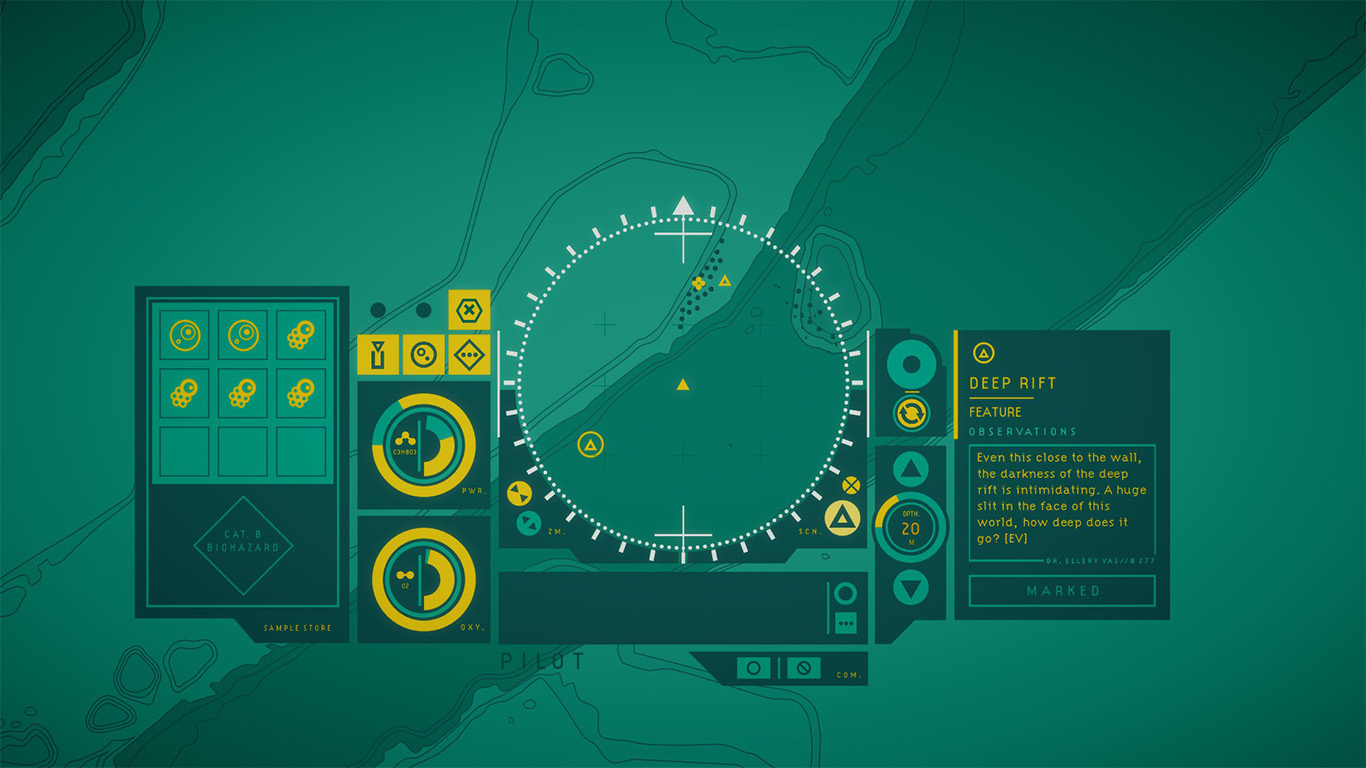 CAT. B
BIOHAZARD
SAMPLE STORE
C3H8O3
PWR.
O2
OXY.
ZM.
SCN.
PILOT
COM.
DPTH.
20
M
DEEP RIFT
FEATURE
OBSERVATIONS
Even this close to the wall,
the darkness of the deep
rift is intimidating. A huge
slit in the face of this
world, how deep does it
go? [EV]
DR. ELLERY VAS//8 277
MARKED